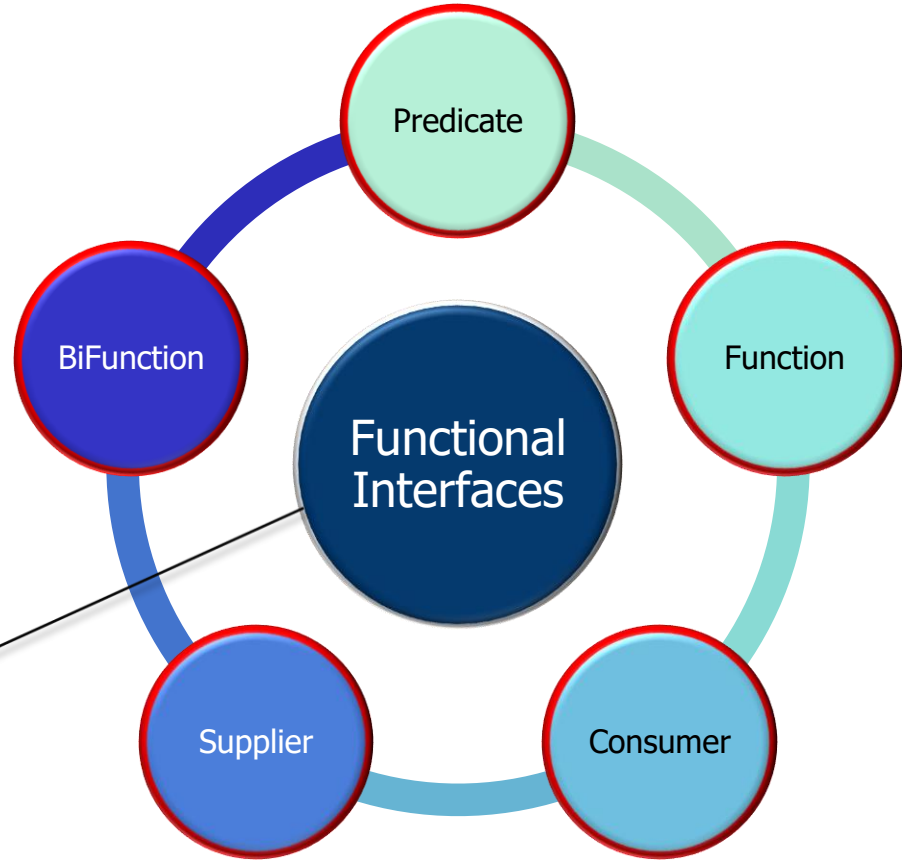 Predicate
BiFunction
Function
Functional
Interfaces
Supplier
Consumer